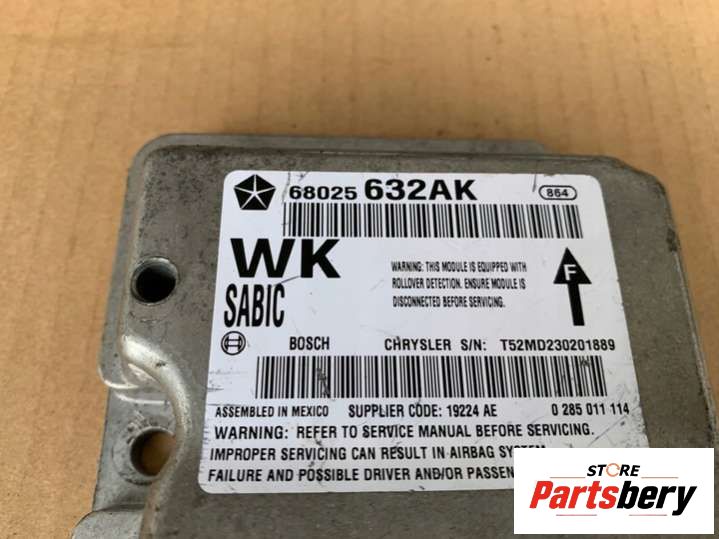 68025 632AK 864
WK
SABIC
WARNING: THIS MODULE IS EQUIPPED WITH
ROLLOVER DETECTION. ENSURE MODULE IS
DISCONNECTED BEFORE SERVICING.
F
BOSCH CHRYSLER S/N: T52MD230201889
ASSEMBLED IN MEXICO SUPPLIER CODE: 19224 AE 0 285 011 114
WARNING: REFER TO SERVICE MANUAL BEFORE SERVICING.
IMPROPER SERVICING CAN RESULT IN AIRBAG SYSTEM
FAILURE AND POSSIBLE DRIVER AND/OR PASSEN
STORE
Partsbery